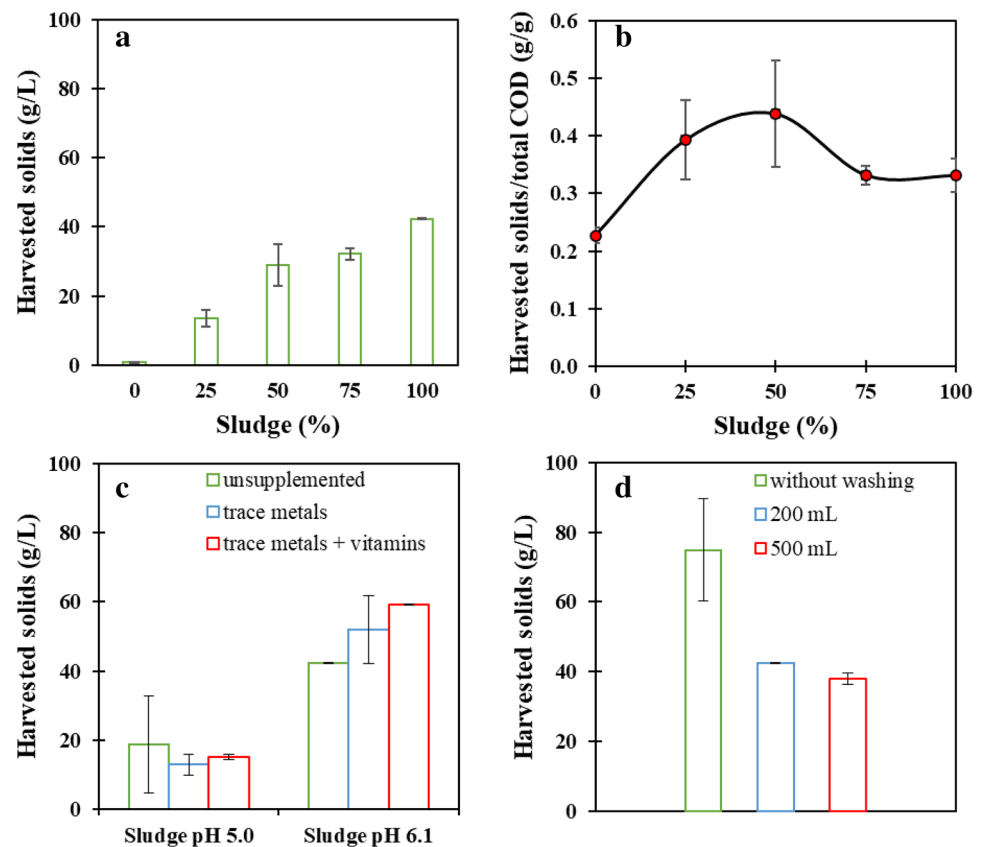 a
Harvested solids (g/L)
100
80
60
40
20
0
0 25 50 75 100
Sludge (%)
b
Harvested solids/total COD (g/g)
0.6
0.5
0.4
0.3
0.2
0.1
0.0
0 25 50 75 100
Sludge (%)
c
Harvested solids (g/L)
100
80
60
40
20
0
unsupplemented
trace metals
trace metals + vitamins
Sludge pH 5.0 Sludge pH 6.1
d
Harvested solids (g/L)
100
80
60
40
20
0
without washing
200 mL
500 mL